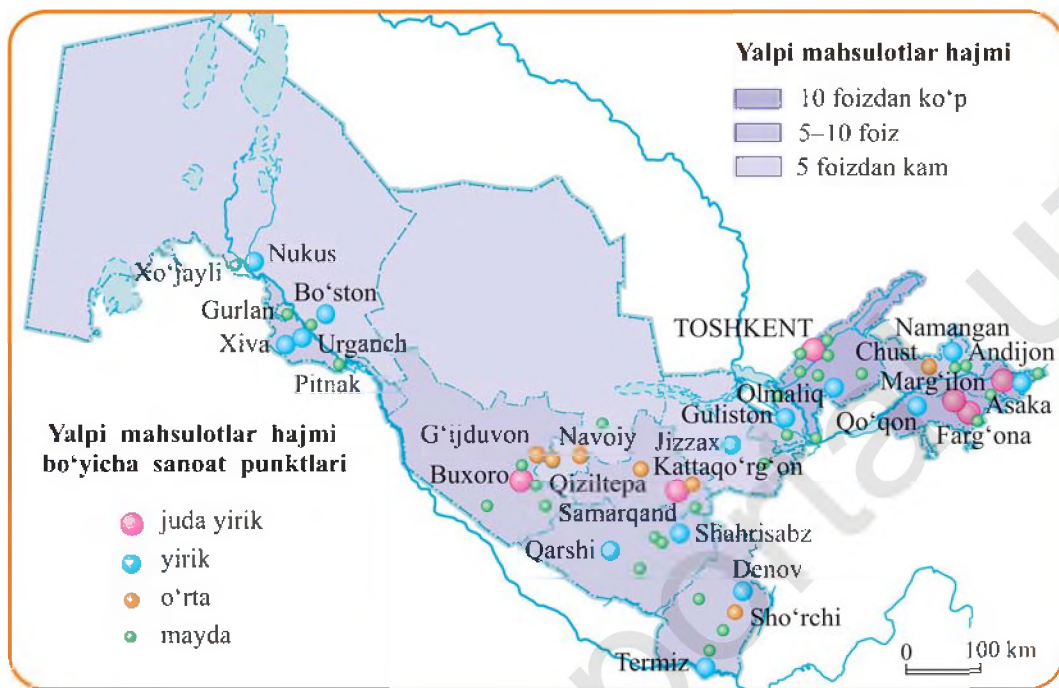 Yalpi mahsulotlar hajmi
10 foizdan ko‘p
5–10 foiz
5 foizdan kam
Nukus
Xo‘jayli
Bo‘ston
Gurlan
Xiva
Urganch
Pitnak
TOSHKENT
Namangan
Chust
Andijon
Marg‘ilon
Olmaliq
Asaka
Guliston
Qo‘qon
Farg‘ona
G‘ijduvon
Navoiy
Jizzax
Buxoro
Qiziltepa
Kattaqo‘rg‘on
Samarqand
Shahrisabz
Qarshi
Denov
Sho‘rchi
Termiz
Yalpi mahsulotlar hajmi
bo‘yicha sanoat punktlari
juda yirik
yirik
o‘rta
mayda
0 100 km